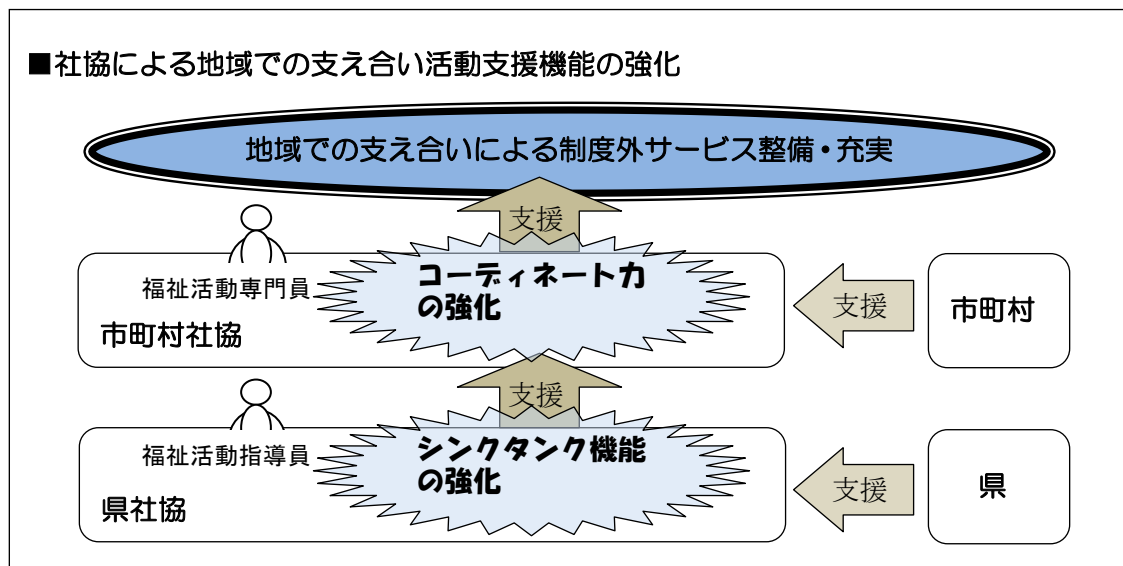 ■社協による地域での支え合い活動支援機能の強化
地域での支え合いによる制度外サービス整備・充実
支援
コーディネート力
の強化
福祉活動専門員
市町村社協
支援
市町村
支援
シンクタンク機能
の強化
福祉活動指導員
県社協
支援
県